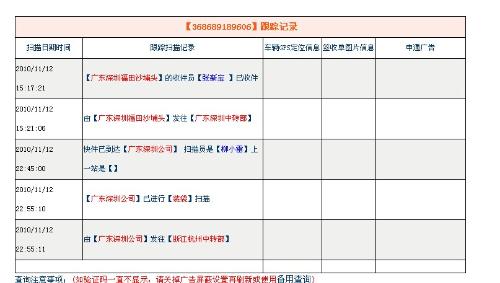 【368689189606】跟踪记录
扫描日期时间 跟踪扫描记录 车辆GPS定位信息 签收单图片信息 申通广告
2010/11/12
15:17:21
【广东深圳福田沙埔头】的收件员【张新宝 】已收件
2010/11/12
15:21:06
由【广东深圳福田沙埔头】发往【广东深圳中转部】
2010/11/12
22:45:00
快件已到达【广东深圳公司】 扫描员是【柳小霞】上
一站是【】
2010/11/12
22:55:10
【广东深圳公司】已进行【装袋】扫描
2010/11/12
22:55:11
由【广东深圳公司】发往【浙江杭州中转部】
查询注意事项：（如验证码一直不显示，请关掉广告屏蔽设置再刷新或使用备用查询）